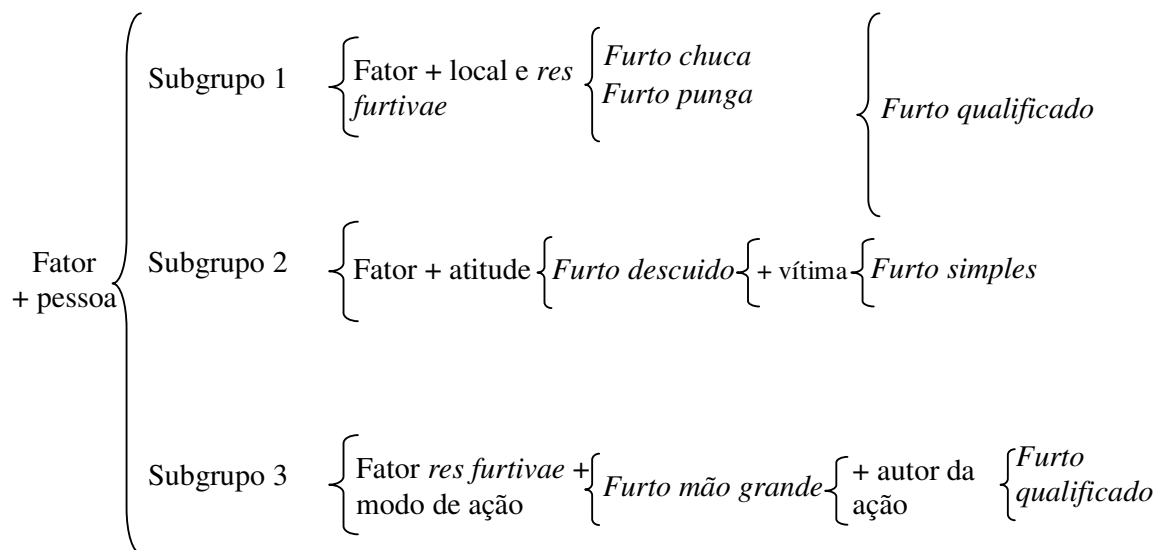 Subgrupo 1
Fator + local e res
furtivae
Furto chuca
Furto punga
Furto qualificado
Fator
+ pessoa
Subgrupo 2
Fator + atitude
Furto descuido
+ vítima
Furto simples
Subgrupo 3
Fator res furtivae +
modo de ação
Furto mão grande
+ autor da
ação
Furto
qualificado